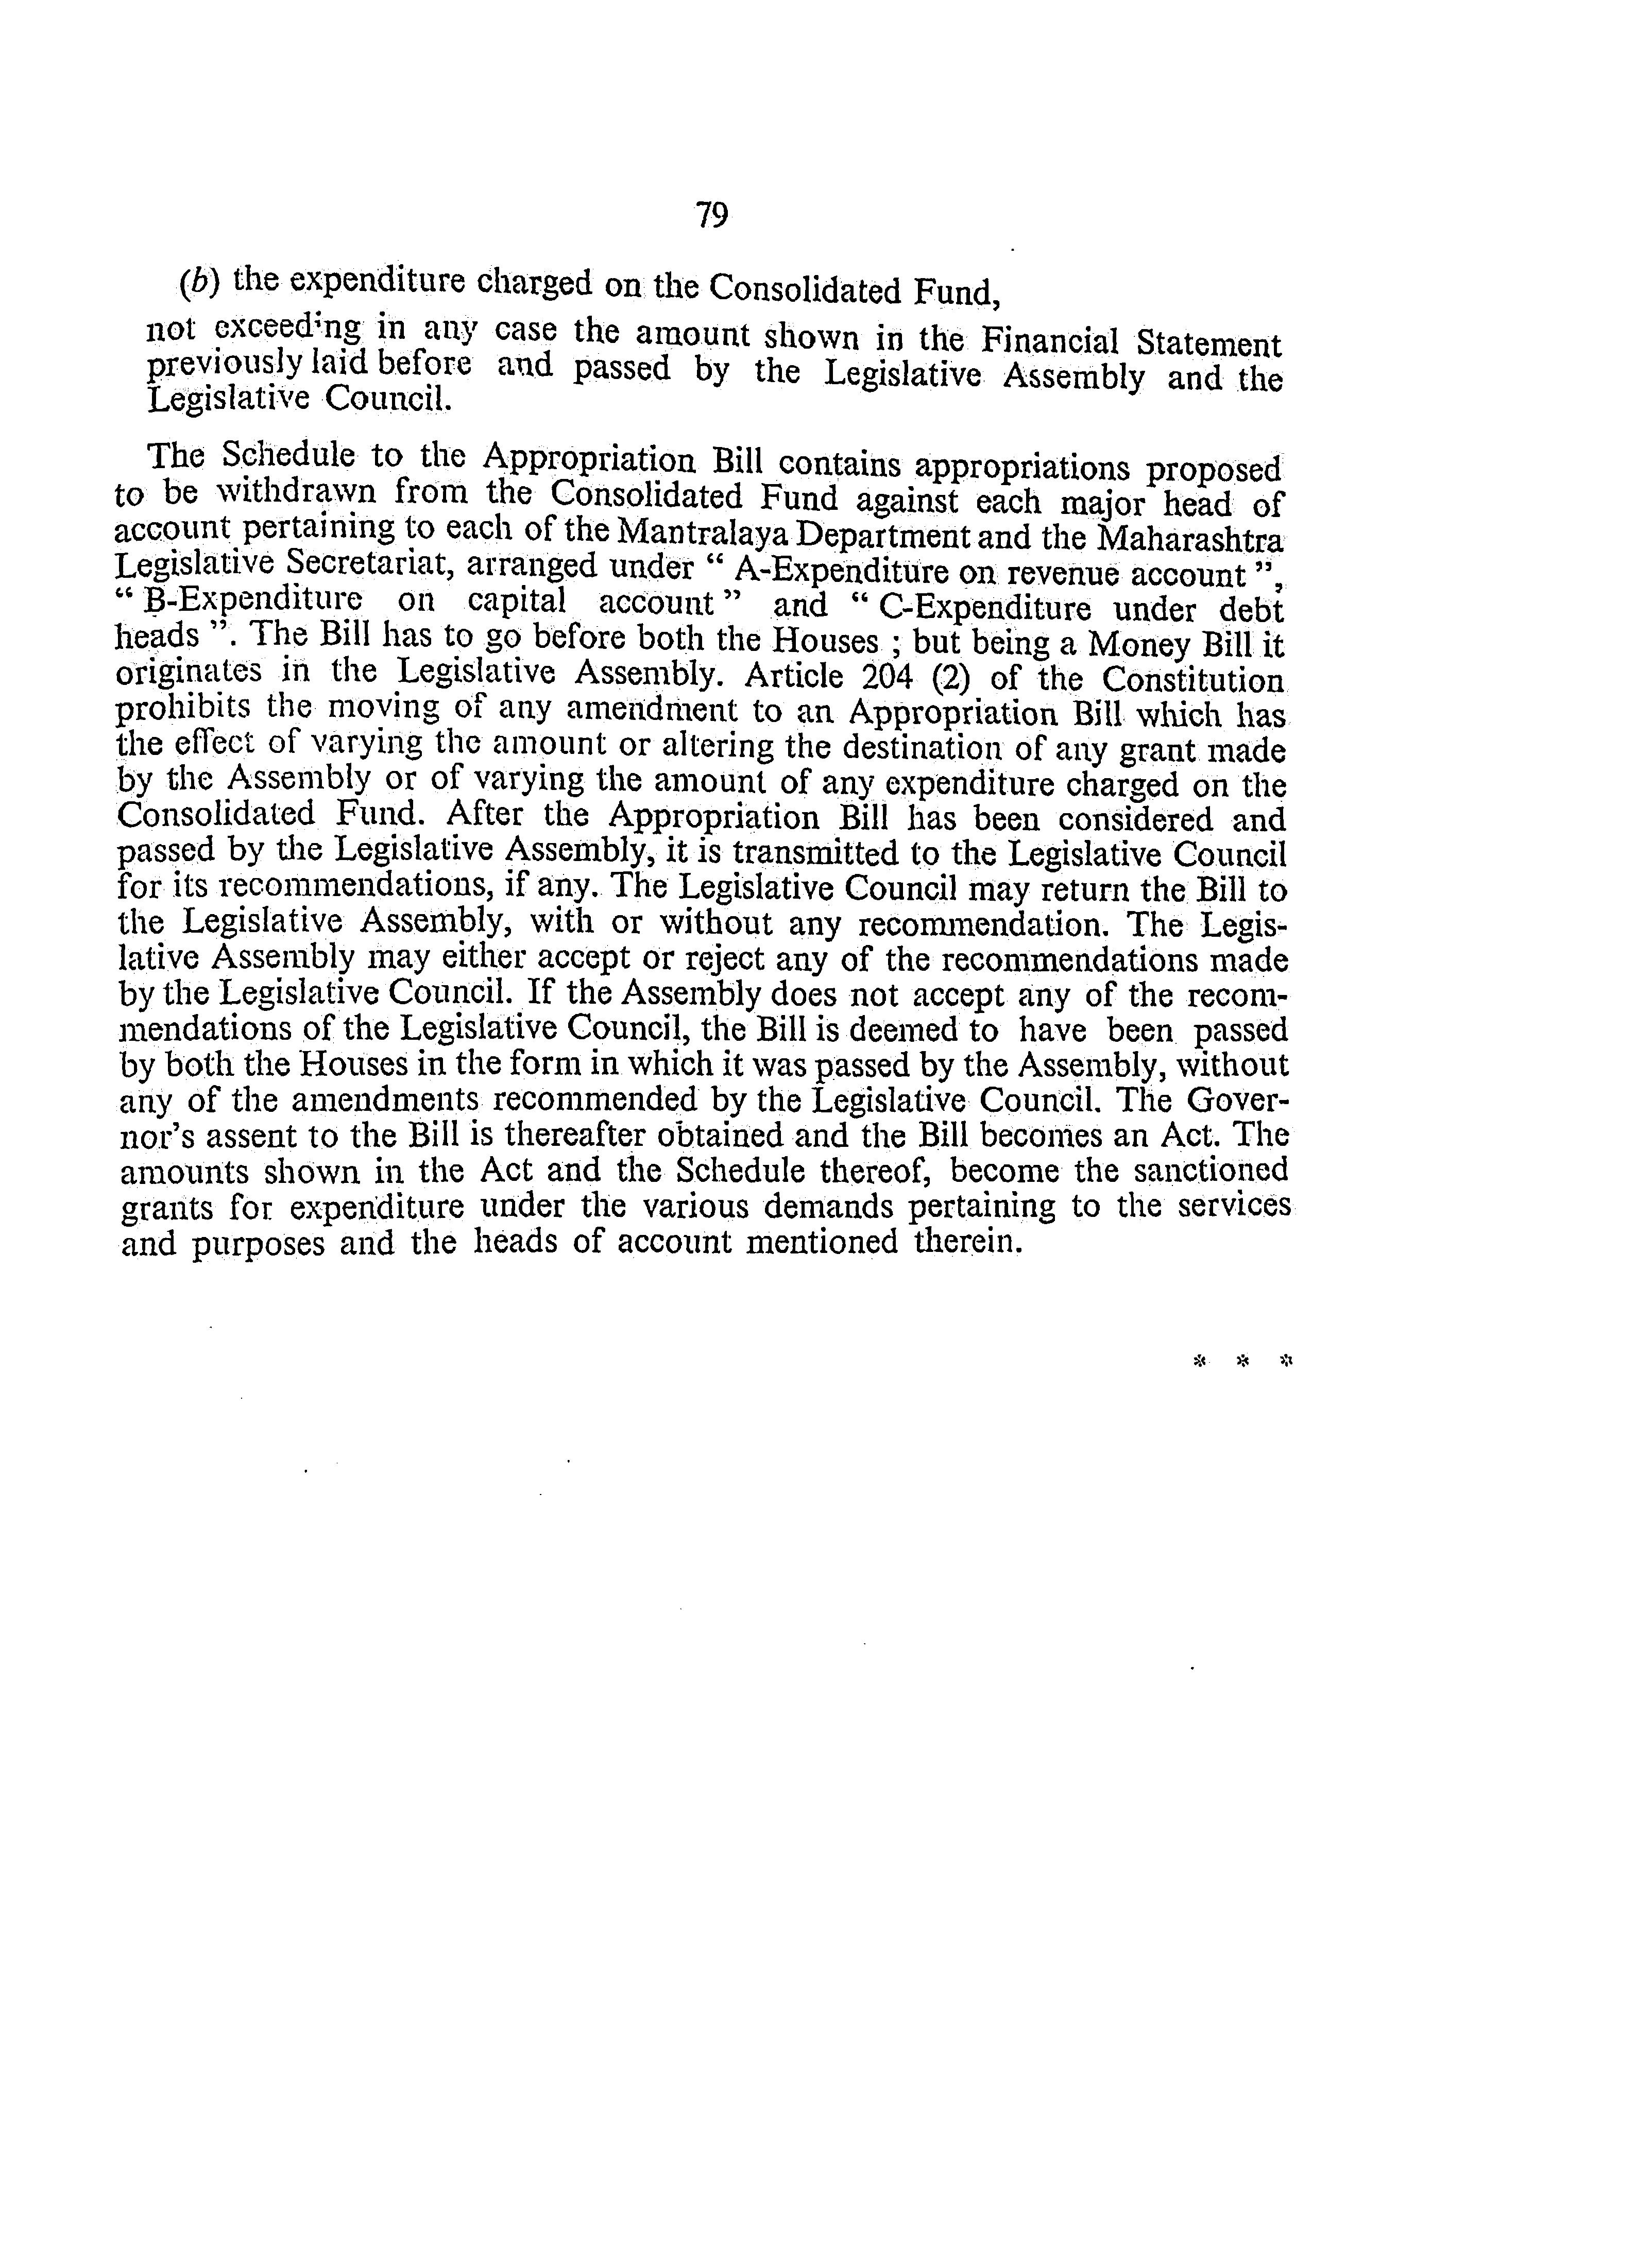 79
(b) the expenditure charged on the Consolidated Fund,
not exceeding in any case the amount shown in the Financial Statement
previously laid before and passed by the Legislative Assembly and the
Legislative Council.
The Schedule to the Appropriation Bill contains appropriations proposed
to be withdrawn from the Consolidated Fund against each major head of
account pertaining to each of the Mantralaya Department and the Maharashtra
Legislative Secretariat, arranged under “ A-Expenditure on revenue account ”,
“ B-Expenditure on capital account ” and “ C-Expenditure under debt
heads ”. The Bill has to go before both the Houses ; but being a Money Bill it
originates in the Legislative Assembly. Article 204 (2) of the Constitution
prohibits the moving of any amendment to an Appropriation Bill which has
the effect of varying the amount or altering the destination of any grant made
by the Assembly or of varying the amount of any expenditure charged on the
Consolidated Fund. After the Appropriation Bill has been considered and
passed by the Legislative Assembly, it is transmitted to the Legislative Council
for its recommendations, if any. The Legislative Council may return the Bill to
the Legislative Assembly, with or without any recommendation. The Legis-
lative Assembly may either accept or reject any of the recommendations made
by the Legislative Council. If the Assembly does not accept any of the recom-
mendations of the Legislative Council, the Bill is deemed to have been passed
by both the Houses in the form in which it was passed by the Assembly, without
any of the amendments recommended by the Legislative Council. The Gover-
nor’s assent to the Bill is thereafter obtained and the Bill becomes an Act. The
amounts shown in the Act and the Schedule thereof, become the sanctioned
grants for expenditure under the various demands pertaining to the services
and purposes and the heads of account mentioned therein.
* * *